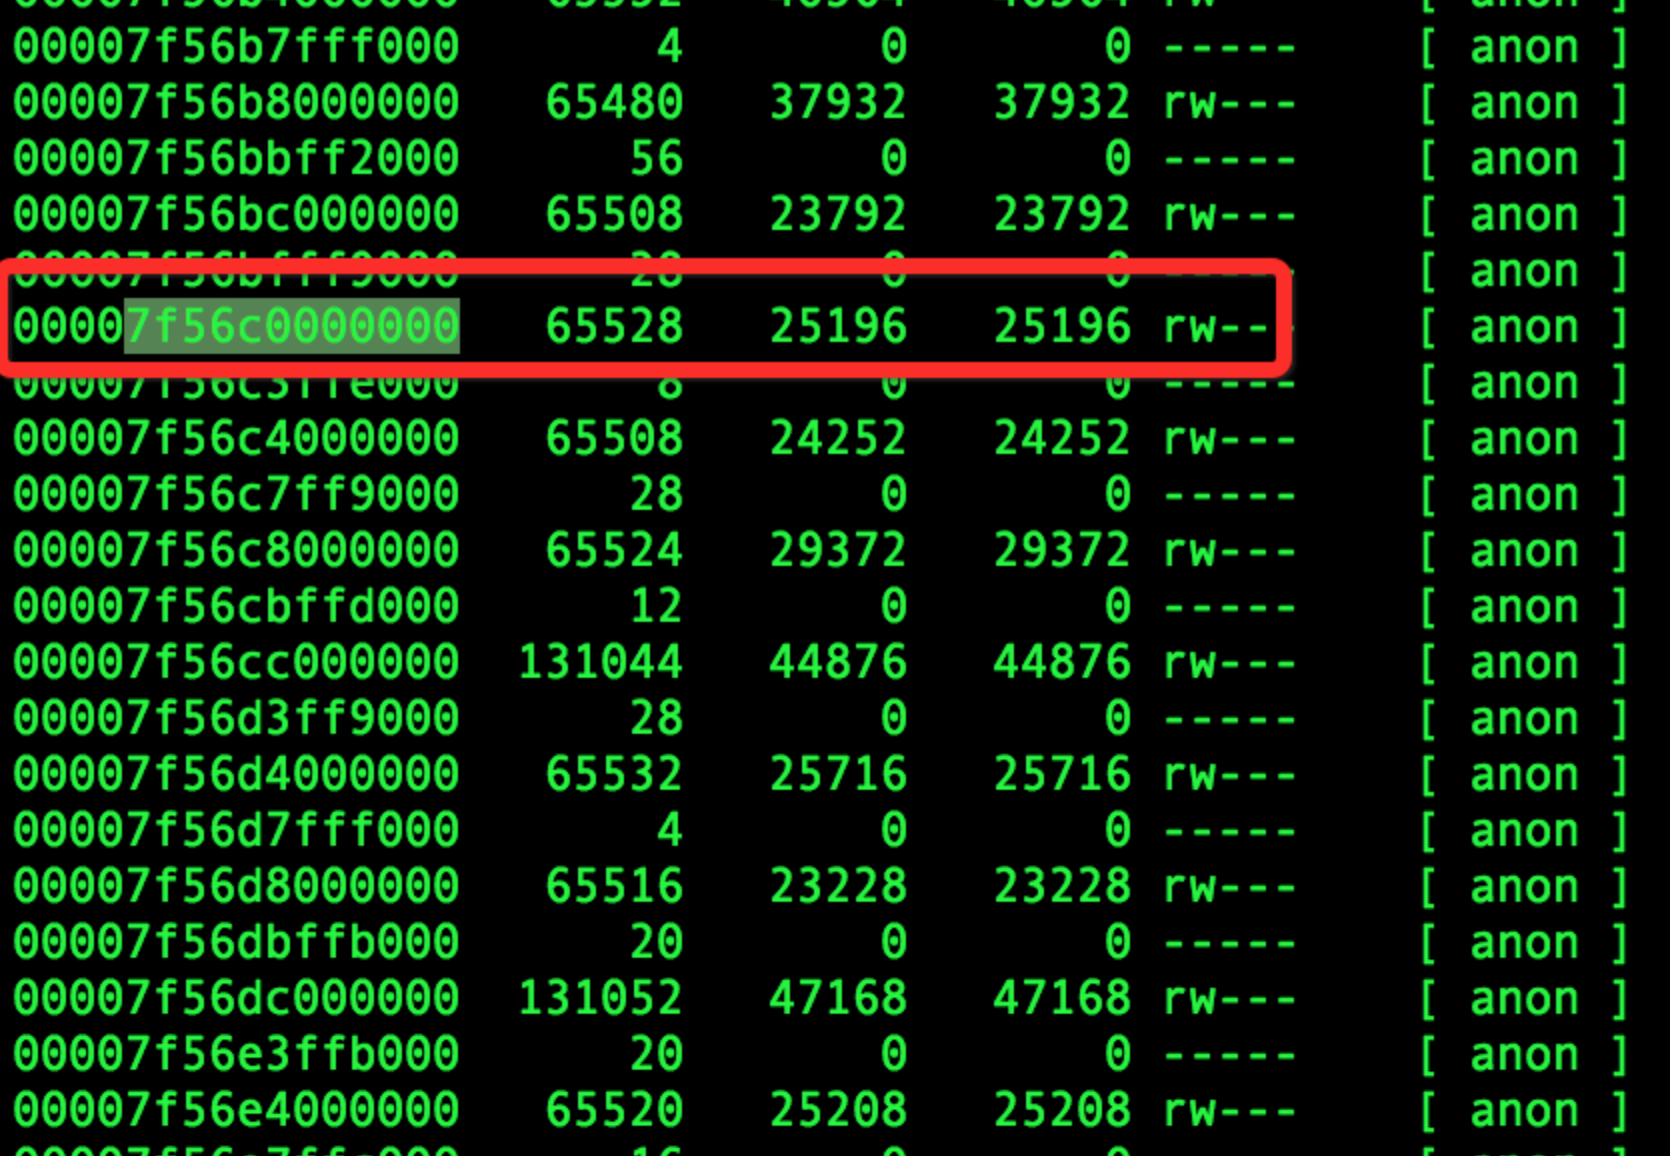 00007f56b7fff000 4 0 0 ----- [ anon ]
00007f56b8000000 65480 37932 37932 rw--- [ anon ]
00007f56bbff2000 56 0 0 ----- [ anon ]
00007f56bc000000 65508 23792 23792 rw--- [ anon ]
00007f56bfff9000 28 0 0 ----- [ anon ]
00007f56c0000000 65528 25196 25196 rw--- [ anon ]
00007f56c3ffe000 8 0 0 ----- [ anon ]
00007f56c4000000 65508 24252 24252 rw--- [ anon ]
00007f56c7ff9000 28 0 0 ----- [ anon ]
00007f56c8000000 65524 29372 29372 rw--- [ anon ]
00007f56cbffd000 12 0 0 ----- [ anon ]
00007f56cc000000 131044 44876 44876 rw--- [ anon ]
00007f56d3ff9000 28 0 0 ----- [ anon ]
00007f56d4000000 65532 25716 25716 rw--- [ anon ]
00007f56d7fff000 4 0 0 ----- [ anon ]
00007f56d8000000 65516 23228 23228 rw--- [ anon ]
00007f56dbffb000 20 0 0 ----- [ anon ]
00007f56dc000000 131052 47168 47168 rw--- [ anon ]
00007f56e3ffb000 20 0 0 ----- [ anon ]
00007f56e4000000 65520 25208 25208 rw--- [ anon ]